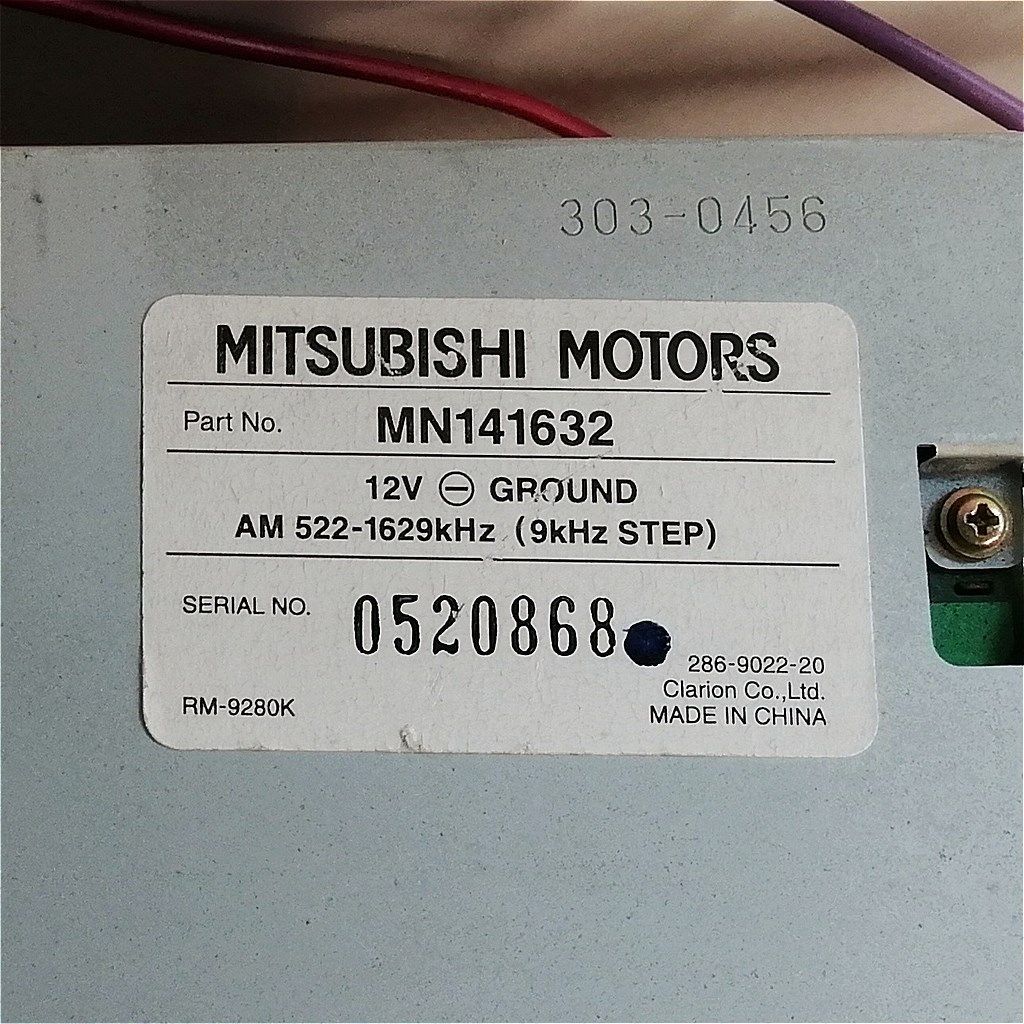 303-0456
MITSUBISHI MOTORS
Part No. MN141632
12V ⊖ GROUND
AM 522-1629kHz (9kHz STEP)
SERIAL NO. 0520868
286-9022-20
Clarion Co.,Ltd.
RM-9280K MADE IN CHINA